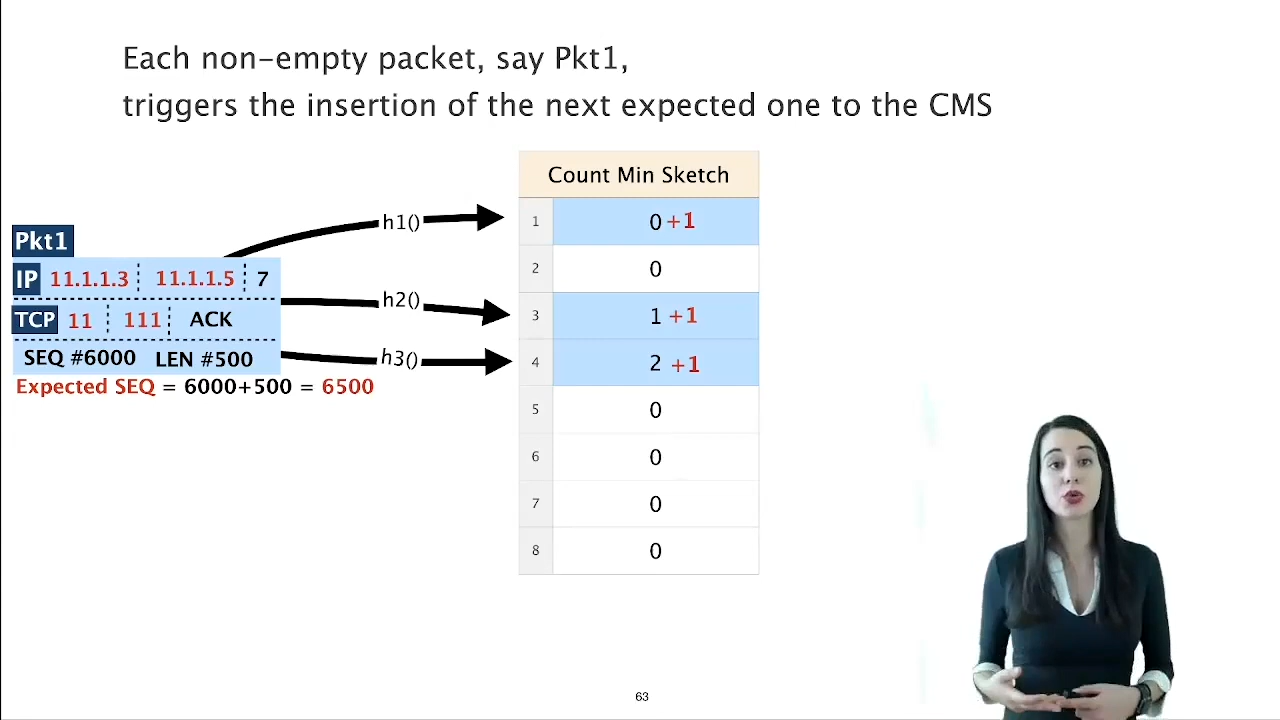 Each non-empty packet, say Pkt1,
triggers the insertion of the next expected one to the CMS
Count Min Sketch
1 0 +1
2 0
3 1 +1
4 2 +1
5 0
6 0
7 0
8 0
h1()
h2()
h3()
Pkt1
IP 11.1.1.3 11.1.1.5 7
TCP 11 111 ACK
SEQ #6000 LEN #500
Expected SEQ = 6000+500 = 6500
63